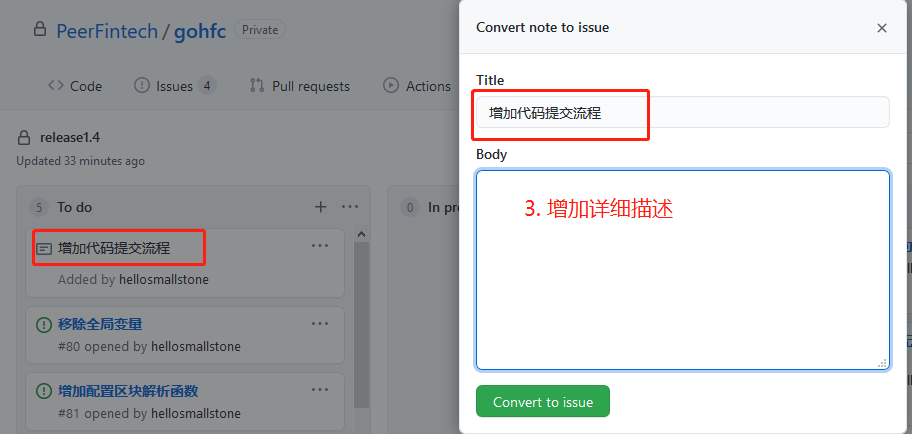 PeerFintech / gohfc Private
Code Issues 4 Pull requests Actions
release1.4
Updated 33 minutes ago
5 To do
增加代码提交流程
Added by hellosmallstone
移除全局变量
#80 opened by hellosmallstone
增加配置区块解析函数
#81 opened by hellosmallstone
0 In pr
Convert note to issue
Title
增加代码提交流程
Body
3. 增加详细描述
Convert to issue